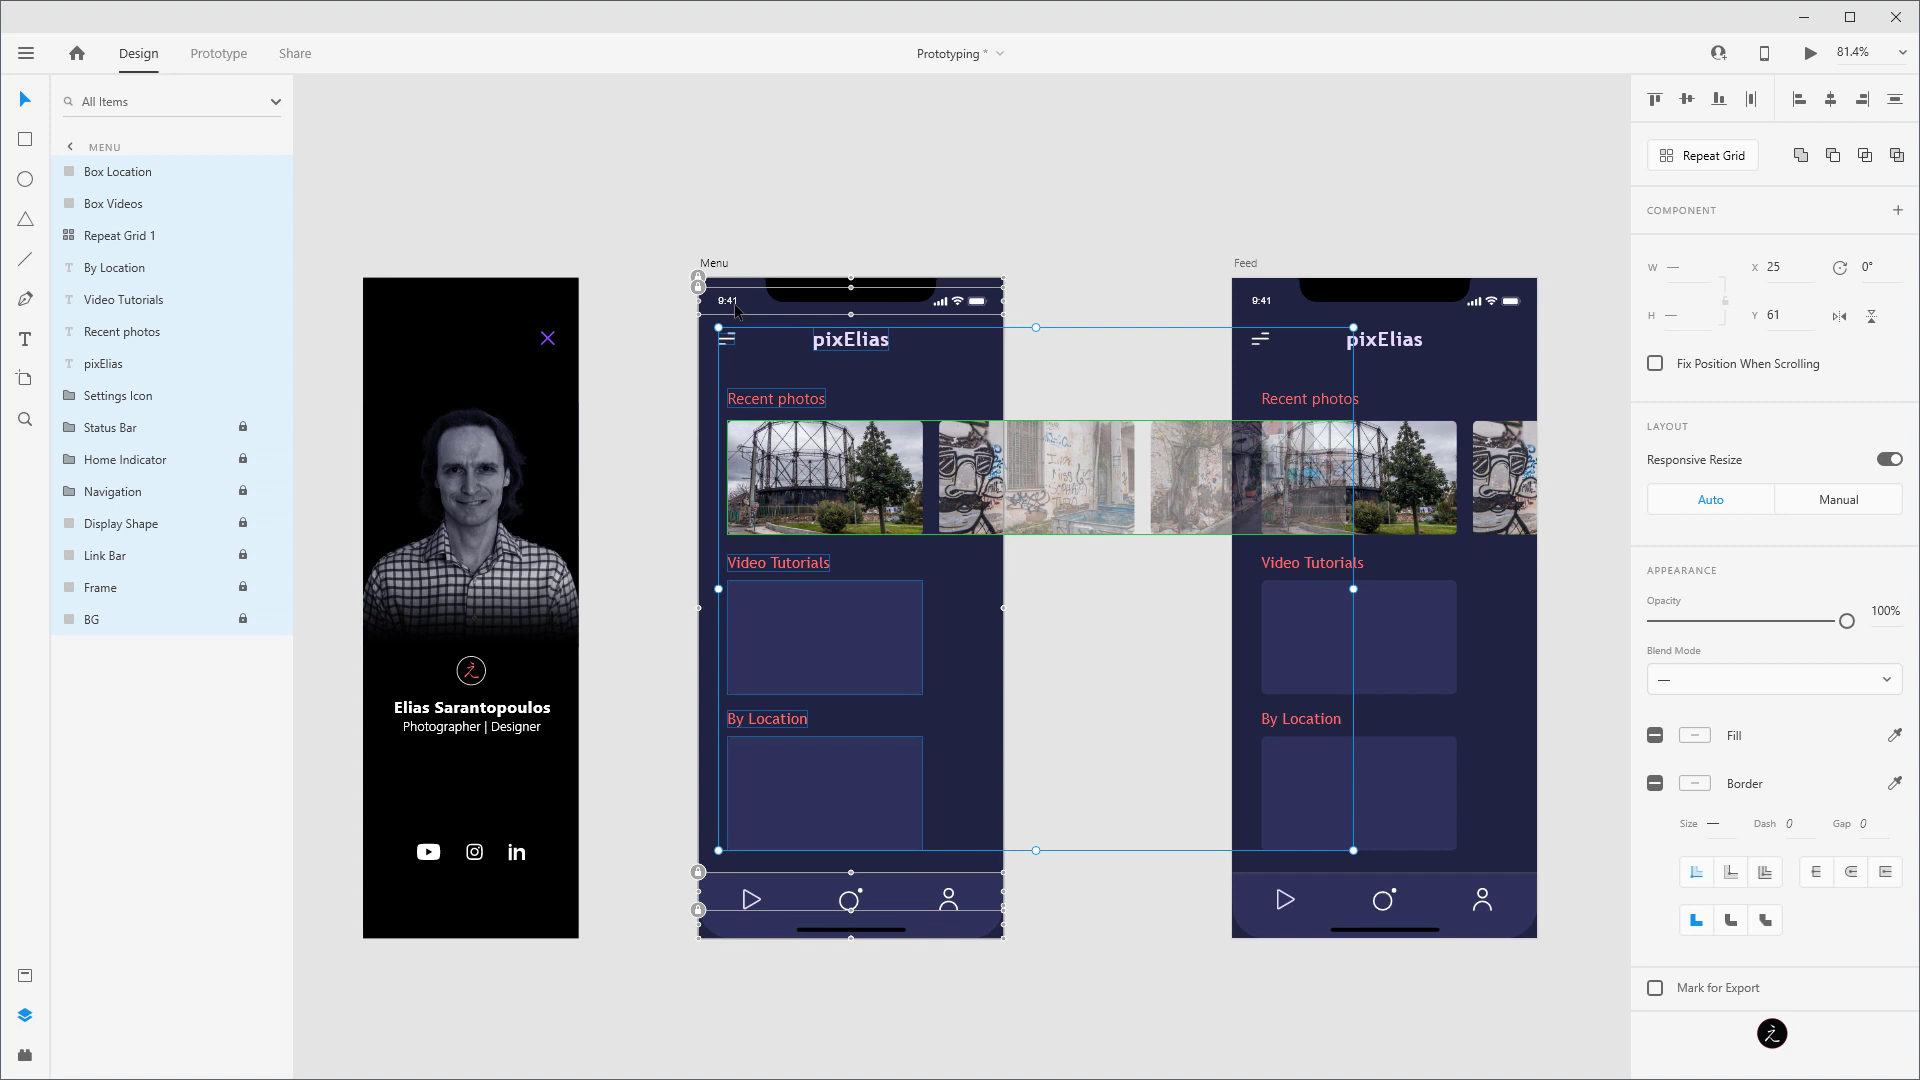 Design
Prototype
Share
Prototyping *
81.4%
All Items
MENU
Box Location
Box Videos
Repeat Grid 1
By Location
Video Tutorials
Recent photos
pixElias
Settings Icon
Status Bar
Home Indicator
Navigation
Display Shape
Link Bar
Frame
BG
え
Elias Sarantopoulos
Photographer | Designer
in
Menu
9:41
pixElias
Recent photos
Video Tutorials
By Location
Feed
9:41
pixElias
Recent photos
Video Tutorials
By Location
Repeat Grid
COMPONENT
W —
X 25
0°
H —
Y 61
Fix Position When Scrolling
LAYOUT
Responsive Resize
Auto
Manual
APPEARANCE
Opacity
100%
Blend Mode
—
Fill
Border
Size —
Dash 0
Gap 0
Mark for Export
え